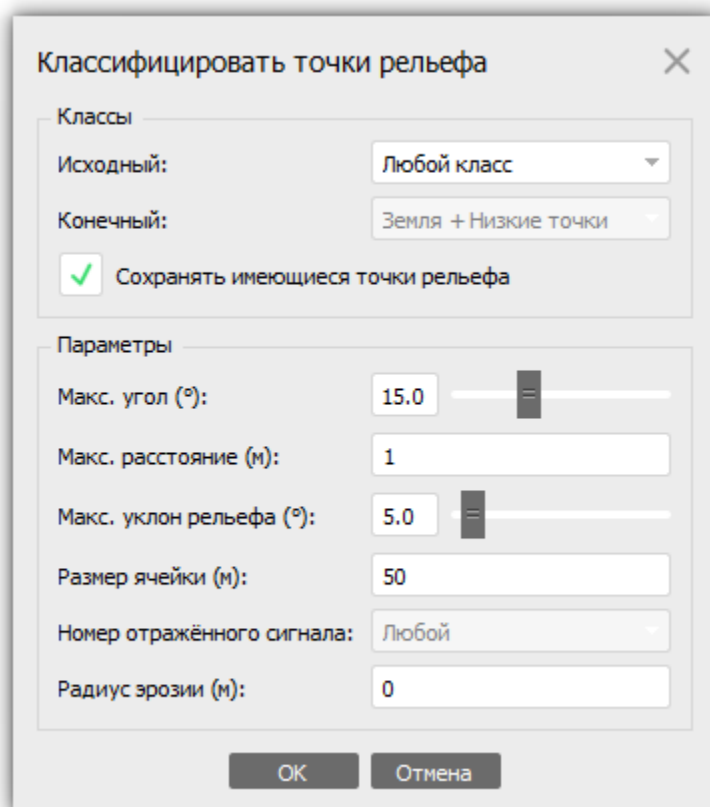 Классифицировать точки рельефа
Классы
Исходный: Любой класс
Конечный: Земля + Низкие точки
Сохранять имеющиеся точки рельефа
Параметры
Макс. угол (°): 15.0
Макс. расстояние (м): 1
Макс. уклон рельефа (°): 5.0
Размер ячейки (м): 50
Номер отражённого сигнала: Любой
Радиус эрозии (м): 0
ОК Отмена